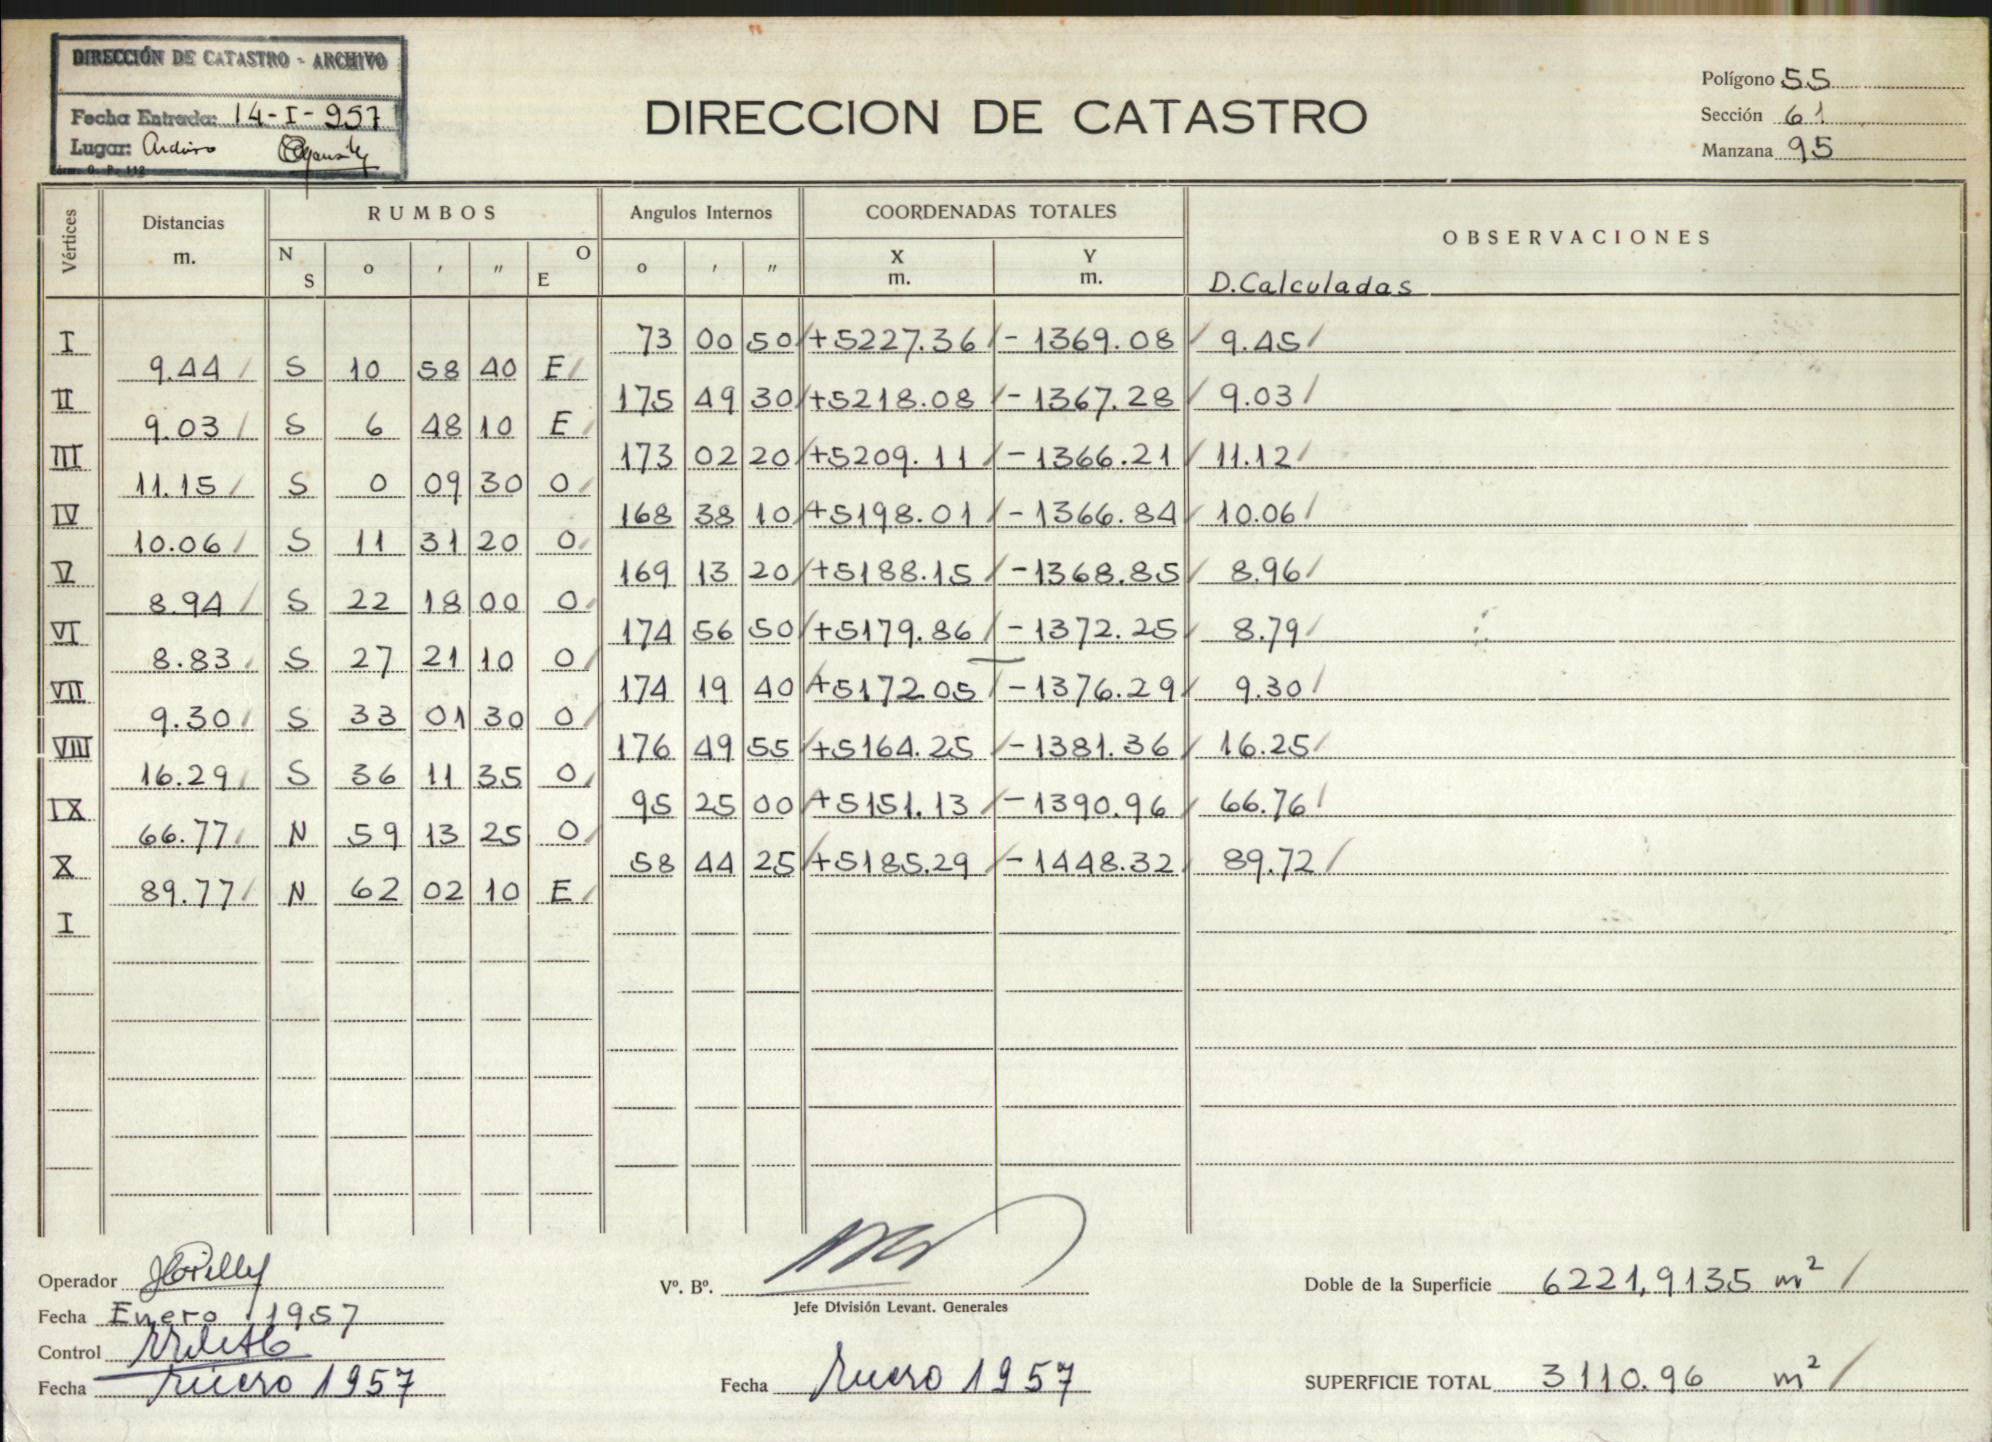 DIRECCIÓN DE CATASTRO - ARCHIVO
Fecha Entrada: 14-I-957
Lugar:
Form. O. P. 112
DIRECCION DE CATASTRO
Polígono 55
Sección 61
Manzana 95
Vértices Distancias m. RUMBOS N S o ′ ″ O E Angulos Internos o ′ ″ COORDENADAS TOTALES X m. Y m. OBSERVACIONES
D. Calculadas
I 73 00 50 +5227.36 -1369.08 9.45
9.44 S 10 58 40 E
II 175 49 30 +5218.08 -1367.28 9.03
9.03 S 6 48 10 E
III 173 02 20 +5209.11 -1366.21 11.12
11.15 S 0 09 30 O
IV 168 38 10 +5198.01 -1366.84 10.06
10.06 S 11 31 20 O
V 169 13 20 +5188.15 -1368.85 8.96
8.94 S 22 18 00 O
VI 174 56 50 +5179.86 -1372.25 8.79
8.83 S 27 21 10 O
VII 174 19 40 +5172.05 -1376.29 9.30
9.30 S 33 01 30 O
VIII 176 49 55 +5164.25 -1381.36 16.25
16.29 S 36 11 35 O
IX 95 25 00 +5151.13 -1390.96 66.76
66.77 N 59 13 25 O
X 58 44 25 +5185.29 -1448.32 89.72
89.77 N 62 02 10 E
I
Operador
Fecha Enero 1957
Control
Fecha Enero 1957
Vº. Bº.
Jefe División Levant. Generales
Fecha Enero 1957
Doble de la Superficie 6221,9135 m²
SUPERFICIE TOTAL 3110.96 m²